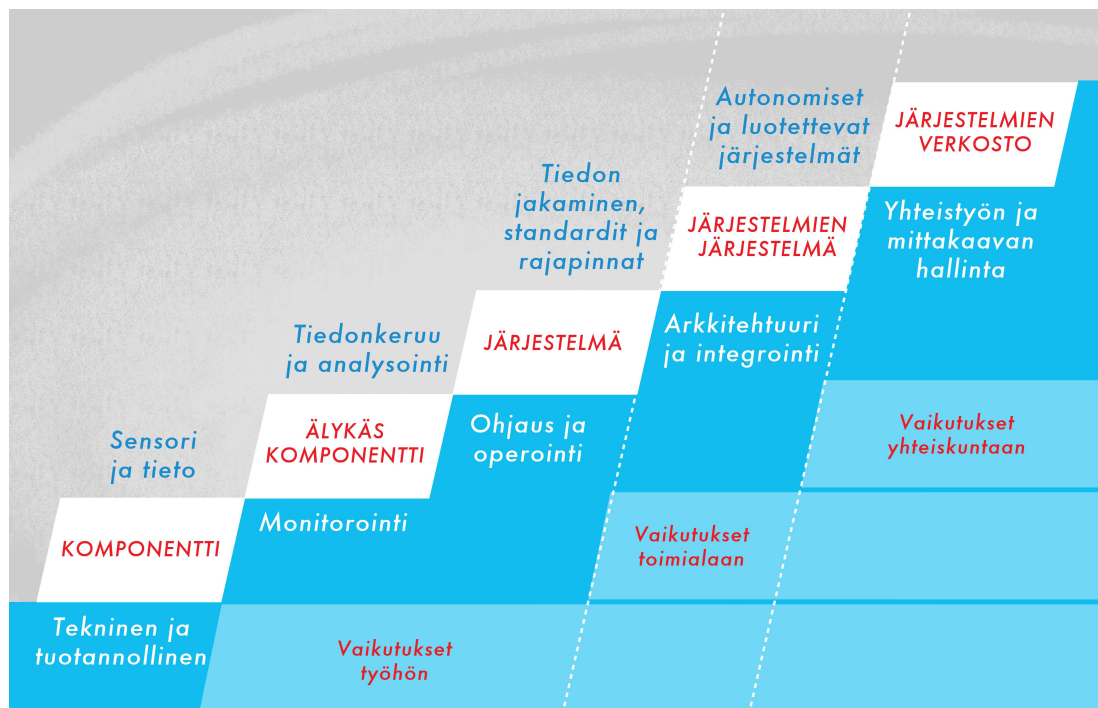 Sensori
ja tieto
KOMPONENTTI
Tekninen ja
tuotannollinen
Tiedonkeruu
ja analysointi
ÄLYKÄS
KOMPONENTTI
Monitorointi
Tiedon
jakaminen,
standardit ja
rajapinnat
JÄRJESTELMÄ
Ohjaus ja
operointi
Autonomiset
ja luotettevat
järjestelmät
JÄRJESTELMIEN
JÄRJESTELMÄ
Arkkitehtuuri
ja integrointi
JÄRJESTELMIEN
VERKOSTO
Yhteistyön ja
mittakaavan
hallinta
Vaikutukset
yhteiskuntaan
Vaikutukset
toimialaan
Vaikutukset
työhön